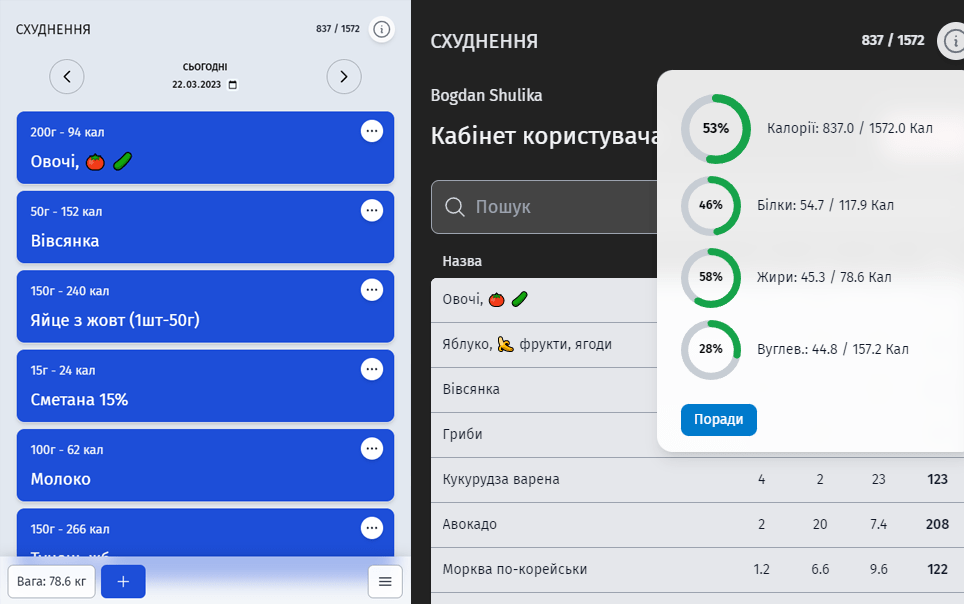 СХУДНЕННЯ
837 / 1572
СЬОГОДНІ
22.03.2023
200г - 94 кал
Овочі, 🍅 🥒
50г - 152 кал
Вівсянка
150г - 240 кал
Яйце з жовт (1шт-50г)
15г - 24 кал
Сметана 15%
100г - 62 кал
Молоко
150г - 266 кал
Вага: 78.6 кг
СХУДНЕННЯ
837 / 1572
Bogdan Shulika
Кабінет користувача
Пошук
Назва
Овочі, 🍅 🥒
Яблуко, 🍌 фрукти, ягоди
Вівсянка
Гриби
Кукурудза варена 4 2 23 123
Авокадо 2 20 7.4 208
Морква по-корейськи 1.2 6.6 9.6 122
53% Калорії: 837.0 / 1572.0 Кал
46% Білки: 54.7 / 117.9 Кал
58% Жири: 45.3 / 78.6 Кал
28% Вуглев.: 44.8 / 157.2 Кал
Поради